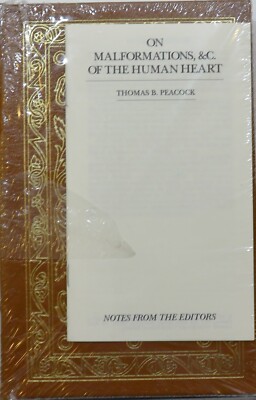 ON
MALFORMATIONS, &C.
OF THE HUMAN HEART
THOMAS B. PEACOCK
NOTES FROM THE EDITORS